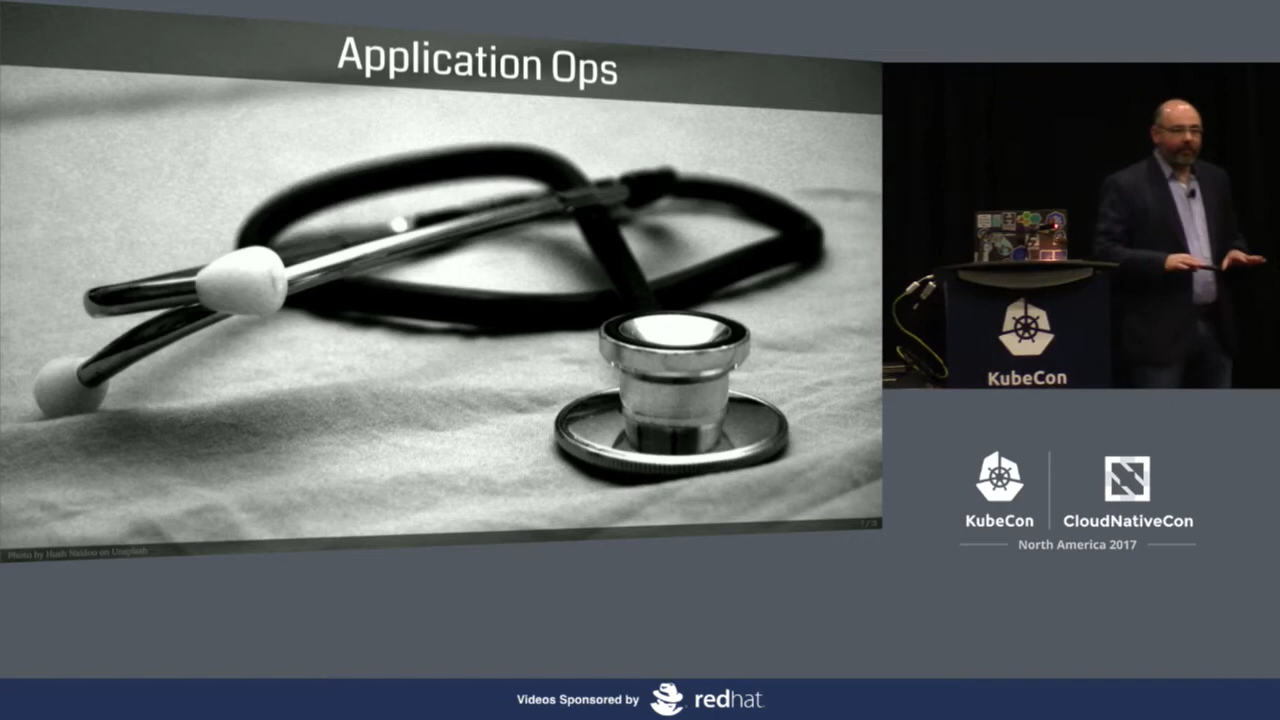 Application Ops
Photo by Hush Naidoo on Unsplash
KubeCon
KubeCon
CloudNativeCon
North America 2017
Videos Sponsored by
redhat.